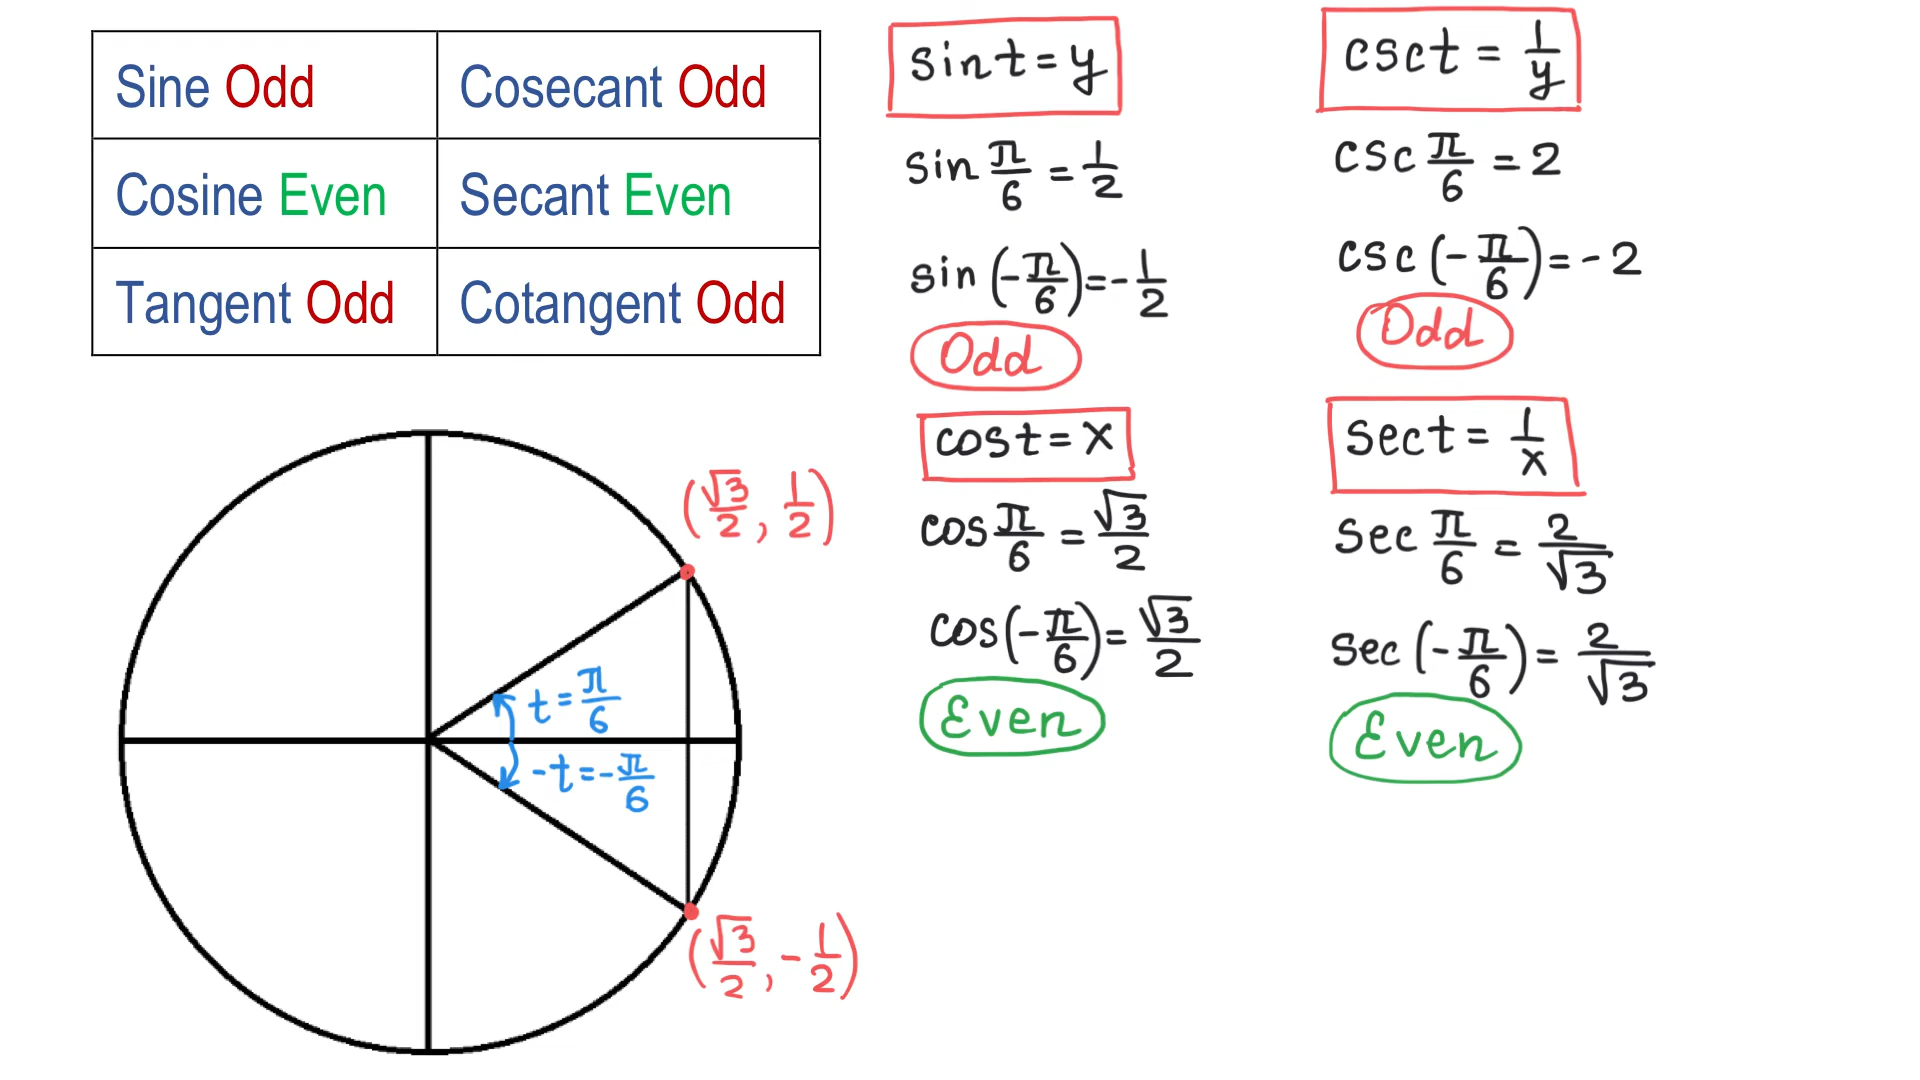 Sine Odd
Cosecant Odd
Cosine Even
Secant Even
Tangent Odd
Cotangent Odd
(√3/2, 1/2)
t = π/6
-t = -π/6
(√3/2, -1/2)
sin t = y
sin π/6 = 1/2
sin (-π/6) = -1/2
Odd
cos t = x
cos π/6 = √3/2
cos (-π/6) = √3/2
Even
csc t = 1/y
csc π/6 = 2
csc (-π/6) = -2
Odd
sec t = 1/x
sec π/6 = 2/√3
sec (-π/6) = 2/√3
Even